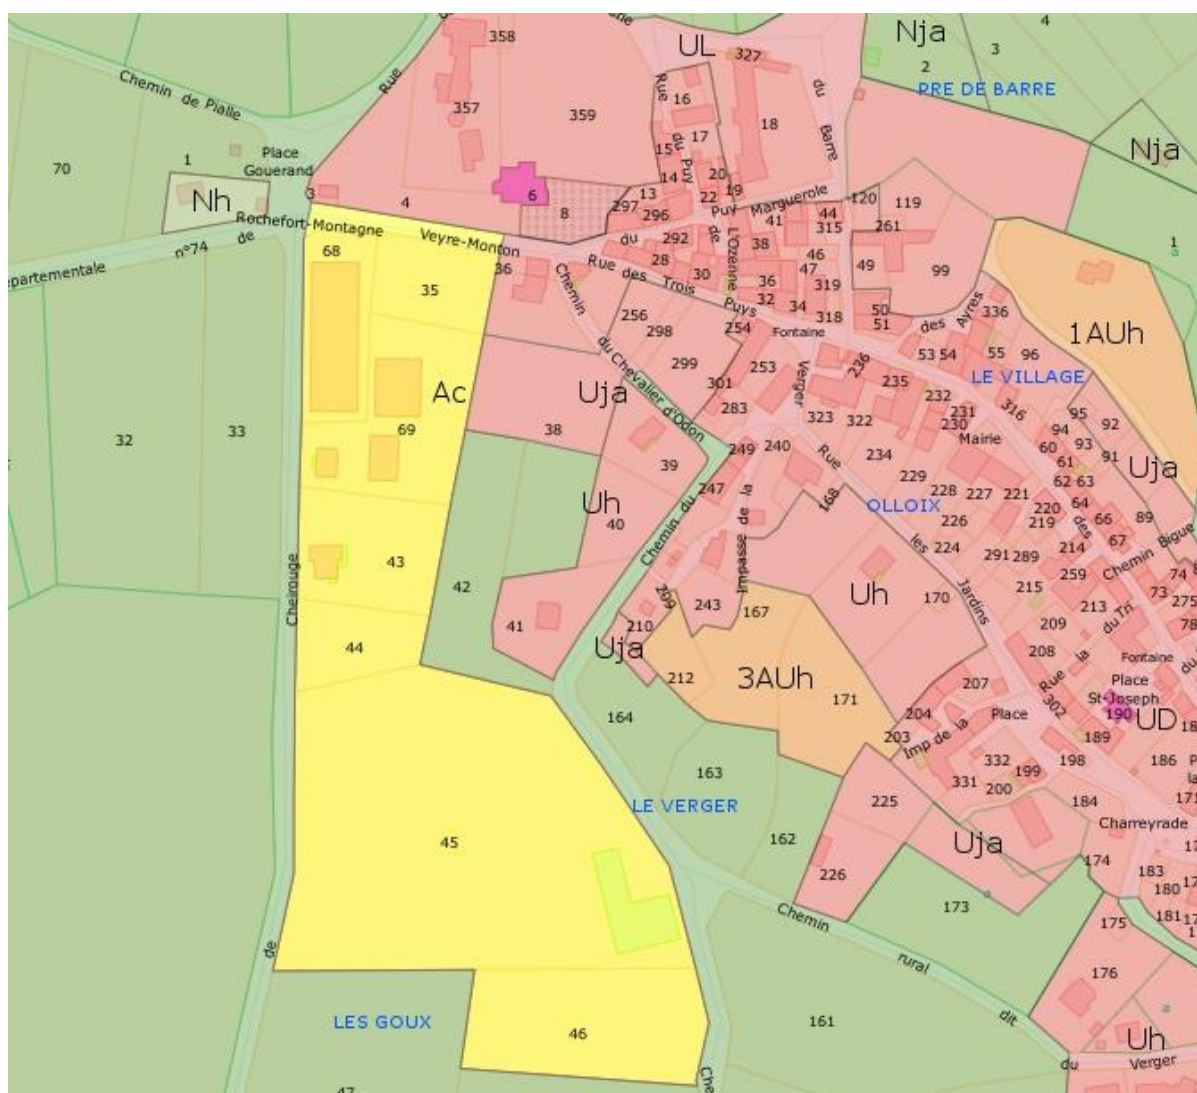 358
Rue
Chemin de Pialle
357
359
UL
327
Rue
16
17
18
du
Barre
Nja
2
3
4
PRE DE BARRE
Nja
1
70
1
Place
Gouerand
Nh
3
4
6
8
15
14
13
297
296
du
Puy
20
19
22
Puy
Marguerole
120
119
261
Rochefort-Montagne
Veyre-Monton
n°74
de
epartementale
68
35
36
du
292
28
30
de
L'Ozenne
41
44
315
38
46
47
36
32
34
319
318
49
99
50
51
des
Ayres
336
Rue des Trois
Puys
Chemin
du Chevalier d'Odon
256
298
299
254
Fontaine
253
301
283
Verger
236
53
54
55
96
1AUh
LE VILLAGE
Ac
Uja
38
69
32
33
39
249
240
323
322
235
232
231
230
316
Mairie
95
94
93
92
91
60
61
62
63
64
Uja
Rue
234
229
228
227
221
220
219
des
66
67
89
Chemin Bigue
247
Impasse de la
168
OLLOIX
226
224
les
Uh
40
Chemin du
43
42
Cheirouge
291
289
214
259
215
74
73
275
78
213
209
Jardins
170
Uh
243
209
167
210
Uja
41
44
208
Rue
la
du Tri
Fontaine
Place
St-Joseph
190
UD
du
212
3AUh
171
207
204
203
Imp de la
Place
302
189
186
164
163
LE VERGER
332
331
199
200
198
184
Charreyrade
45
162
225
226
Uja
174
183
180
181
173
175
176
Chemin
rural
dit
du
Verger
Uh
de
LES GOUX
46
161
47
Che